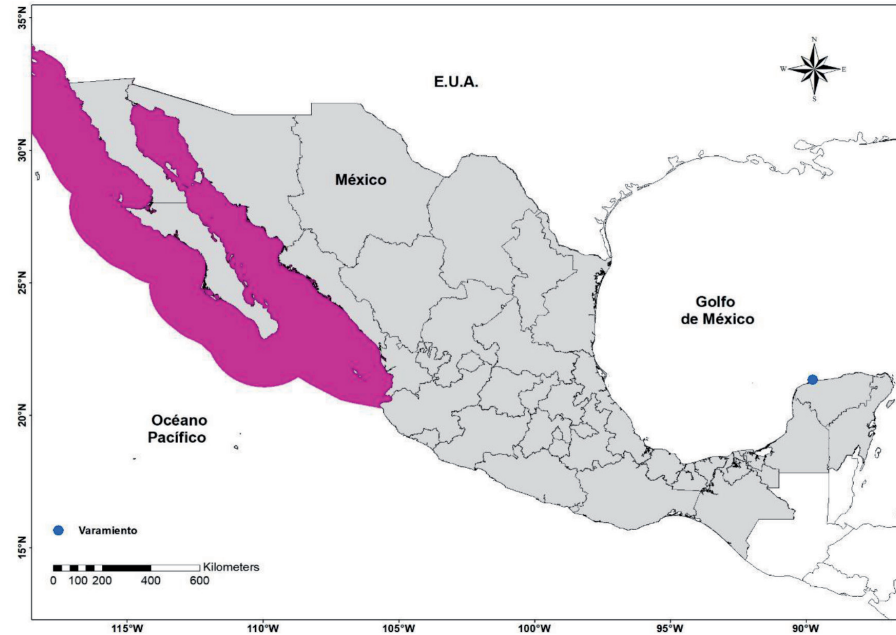 35°N
30°N
25°N
20°N
15°N
N
W
E
S
E.U.A.
México
Golfo
de México
Océano
Pacífico
Varamiento
Kilometers
0 100 200 400 600
115°W 110°W 105°W 100°W 95°W 90°W